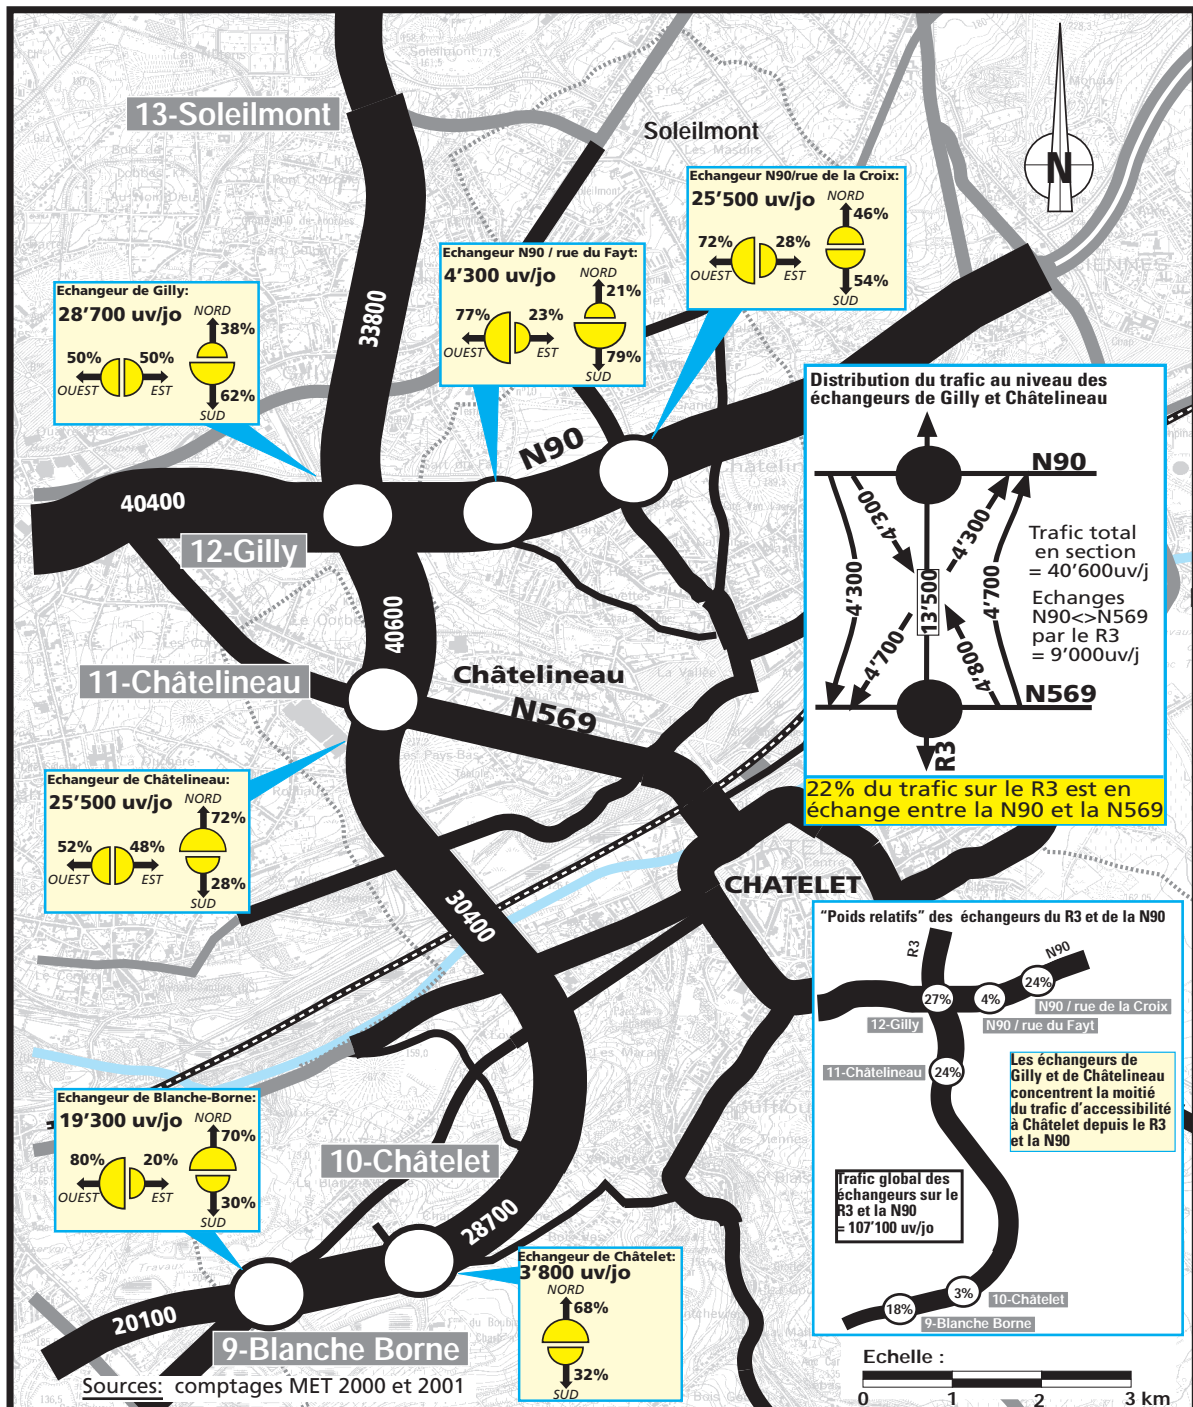 13-Soleilmont
Soleilmont
N
Echangeur N90/rue de la Croix:
25'500 uv/jo
NORD
46%
72%
28%
OUEST
EST
54%
SUD
Echangeur N90 / rue du Fayt:
4'300 uv/jo
NORD
21%
77%
23%
OUEST
EST
79%
SUD
Echangeur de Gilly:
28'700 uv/jo
NORD
38%
50%
50%
OUEST
EST
62%
SUD
33800
N90
40400
12-Gilly
40600
11-Châtelineau
Châtelineau
N569
Distribution du trafic au niveau des
échangeurs de Gilly et Châtelineau
N90
4'300
4'300
4'300
13'500
4'700
4'700
4'800
Trafic total
en section
= 40'600uv/j
Echanges
N90<>N569
par le R3
= 9'000uv/j
N569
R3
22% du trafic sur le R3 est en
échange entre la N90 et la N569
Echangeur de Châtelineau:
25'500 uv/jo
NORD
72%
52%
48%
OUEST
EST
28%
SUD
30400
CHATELET
"Poids relatifs" des échangeurs du R3 et de la N90
R3
N90
24%
27%
4%
N90 / rue de la Croix
12-Gilly
N90 / rue du Fayt
11-Châtelineau
24%
Les échangeurs de
Gilly et de Châtelineau
concentrent la moitié
du trafic d'accessibilité
à Châtelet depuis le R3
et la N90
Trafic global des
échangeurs sur le
R3 et la N90
= 107'100 uv/jo
3%
10-Châtelet
18%
9-Blanche Borne
Echangeur de Blanche-Borne:
19'300 uv/jo
NORD
70%
80%
20%
OUEST
EST
30%
SUD
10-Châtelet
28700
Echangeur de Châtelet:
3'800 uv/jo
NORD
68%
32%
SUD
20100
9-Blanche Borne
Sources: comptages MET 2000 et 2001
Echelle :
0 1 2 3 km